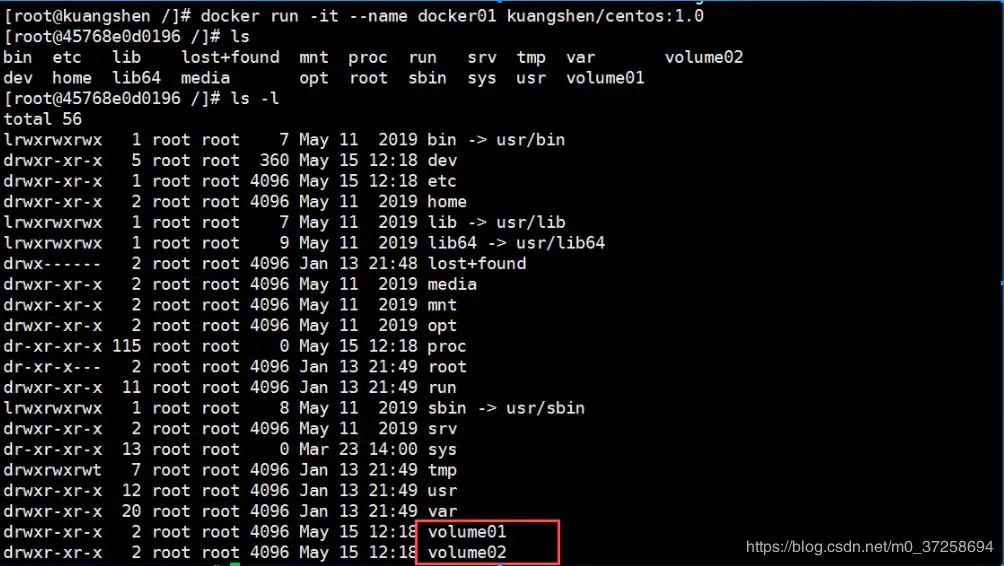 [root@kuangshen /]# docker run -it --name docker01 kuangshen/centos:1.0
[root@45768e0d0196 /]# ls
bin  etc   lib    lost+found  mnt  proc  run   srv  tmp  var       volume02
dev  home  lib64  media       opt  root  sbin  sys  usr  volume01
[root@45768e0d0196 /]# ls -l
total 56
lrwxrwxrwx   1 root root    7 May 11  2019 bin -> usr/bin
drwxr-xr-x   5 root root  360 May 15 12:18 dev
drwxr-xr-x   1 root root 4096 May 15 12:18 etc
drwxr-xr-x   2 root root 4096 May 11  2019 home
lrwxrwxrwx   1 root root    7 May 11  2019 lib -> usr/lib
lrwxrwxrwx   1 root root    9 May 11  2019 lib64 -> usr/lib64
drwx------   2 root root 4096 Jan 13 21:48 lost+found
drwxr-xr-x   2 root root 4096 May 11  2019 media
drwxr-xr-x   2 root root 4096 May 11  2019 mnt
drwxr-xr-x   2 root root 4096 May 11  2019 opt
dr-xr-xr-x 115 root root    0 May 15 12:18 proc
dr-xr-x---   2 root root 4096 Jan 13 21:49 root
drwxr-xr-x  11 root root 4096 Jan 13 21:49 run
lrwxrwxrwx   1 root root    8 May 11  2019 sbin -> usr/sbin
drwxr-xr-x   2 root root 4096 May 11  2019 srv
dr-xr-xr-x  13 root root    0 Mar 23 14:00 sys
drwxrwxrwt   7 root root 4096 Jan 13 21:49 tmp
drwxr-xr-x  12 root root 4096 Jan 13 21:49 usr
drwxr-xr-x  20 root root 4096 Jan 13 21:49 var
drwxr-xr-x   2 root root 4096 May 15 12:18 volume01
drwxr-xr-x   2 root root 4096 May 15 12:18 volume02
https://blog.csdn.net/m0_37258694